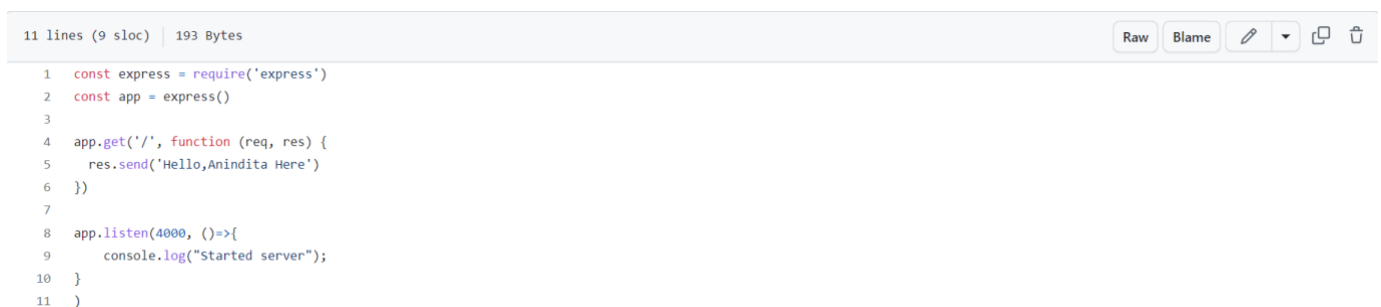 11 lines (9 sloc) 193 Bytes Raw Blame
1 const express = require('express')
2 const app = express()
3
4 app.get('/', function (req, res) {
5   res.send('Hello,Anindita Here')
6 })
7
8 app.listen(4000, ()=>{
9     console.log("Started server");
10 }
11 )